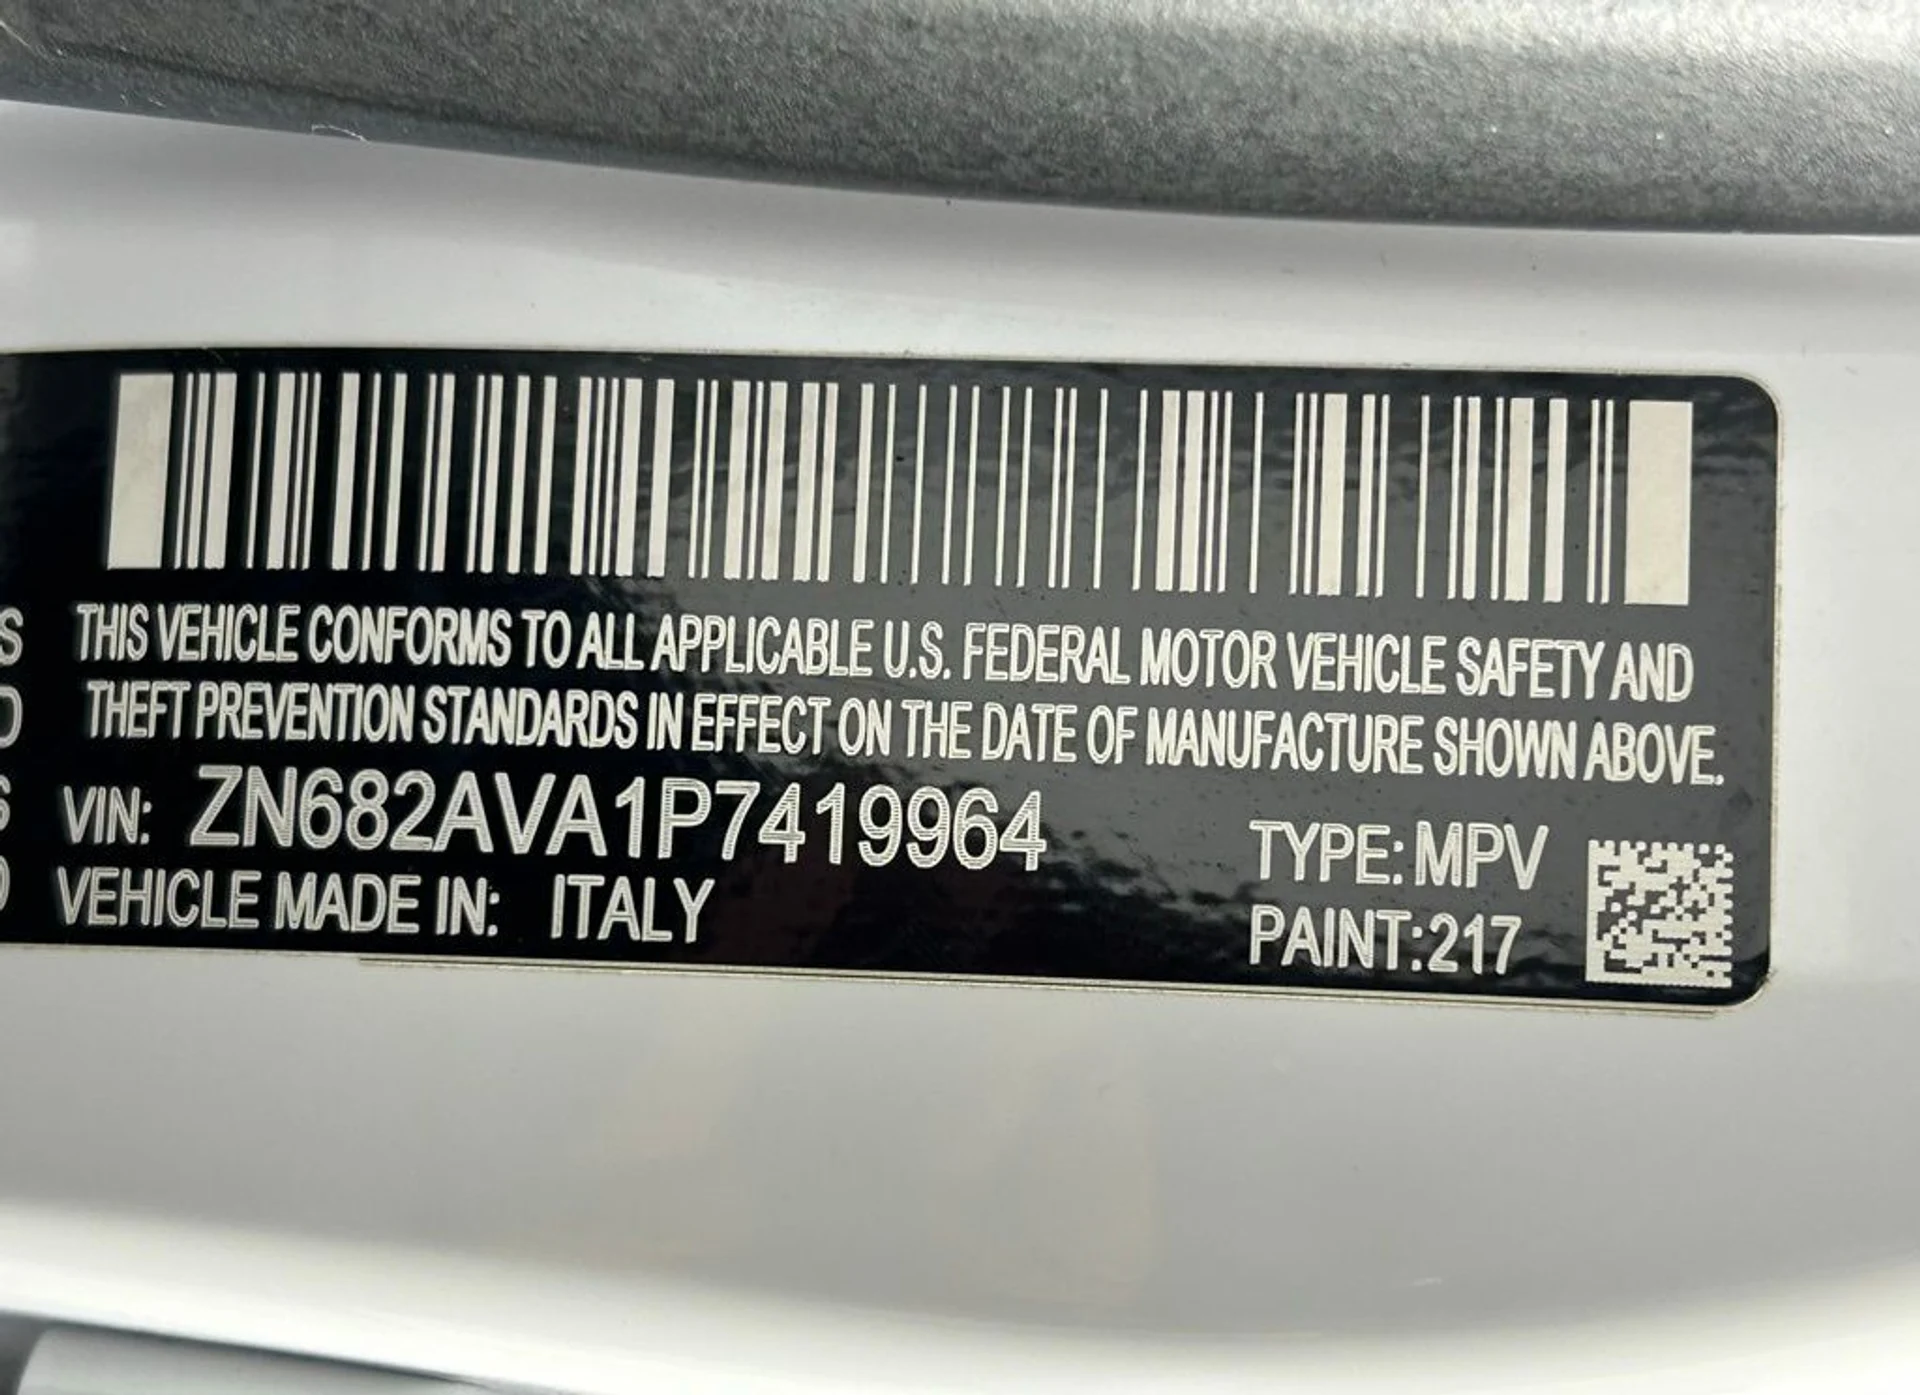 THIS VEHICLE CONFORMS TO ALL APPLICABLE U.S. FEDERAL MOTOR VEHICLE SAFETY AND
THEFT PREVENTION STANDARDS IN EFFECT ON THE DATE OF MANUFACTURE SHOWN ABOVE.
VIN: ZN682AVA1P7419964
TYPE: MPV
VEHICLE MADE IN: ITALY
PAINT: 217